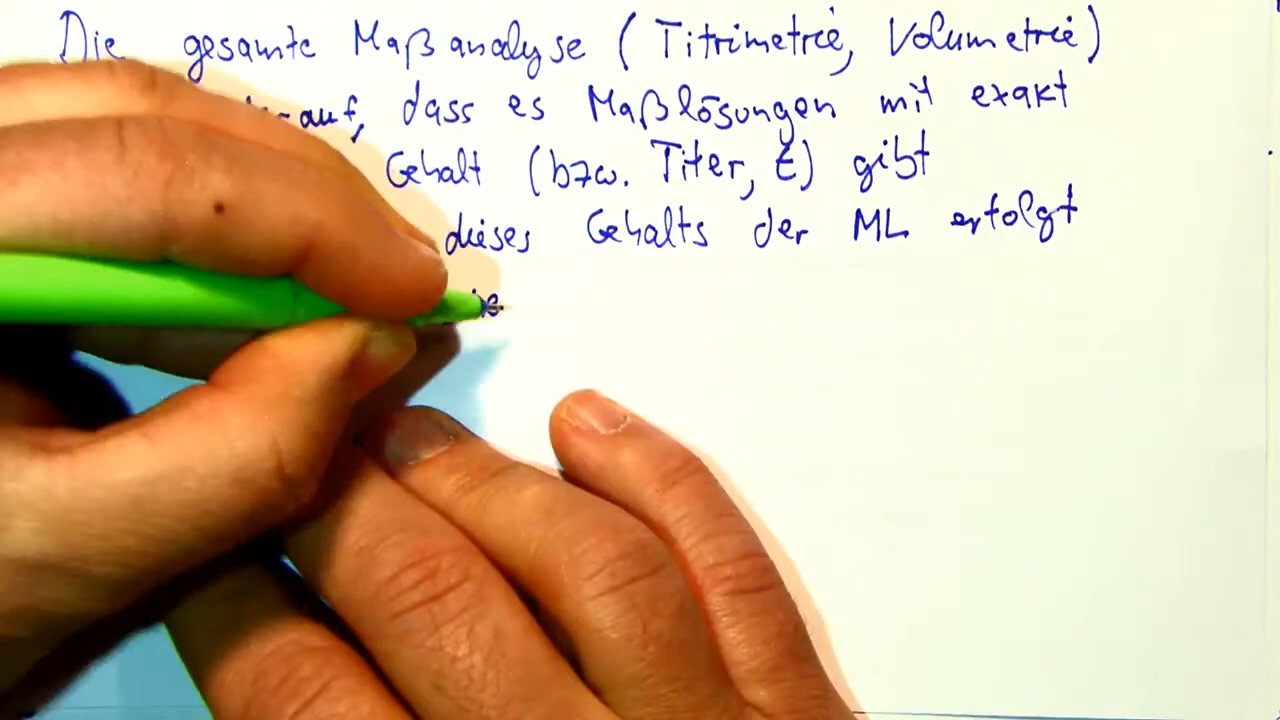 Die gesamte Maßanalyse (Titrimetrie, Volumetrie)
auf, dass es Maßlösungen mit exakt
Gehalt (bzw. Titer, t) gibt
dieses Gehalts der ML erfolgt